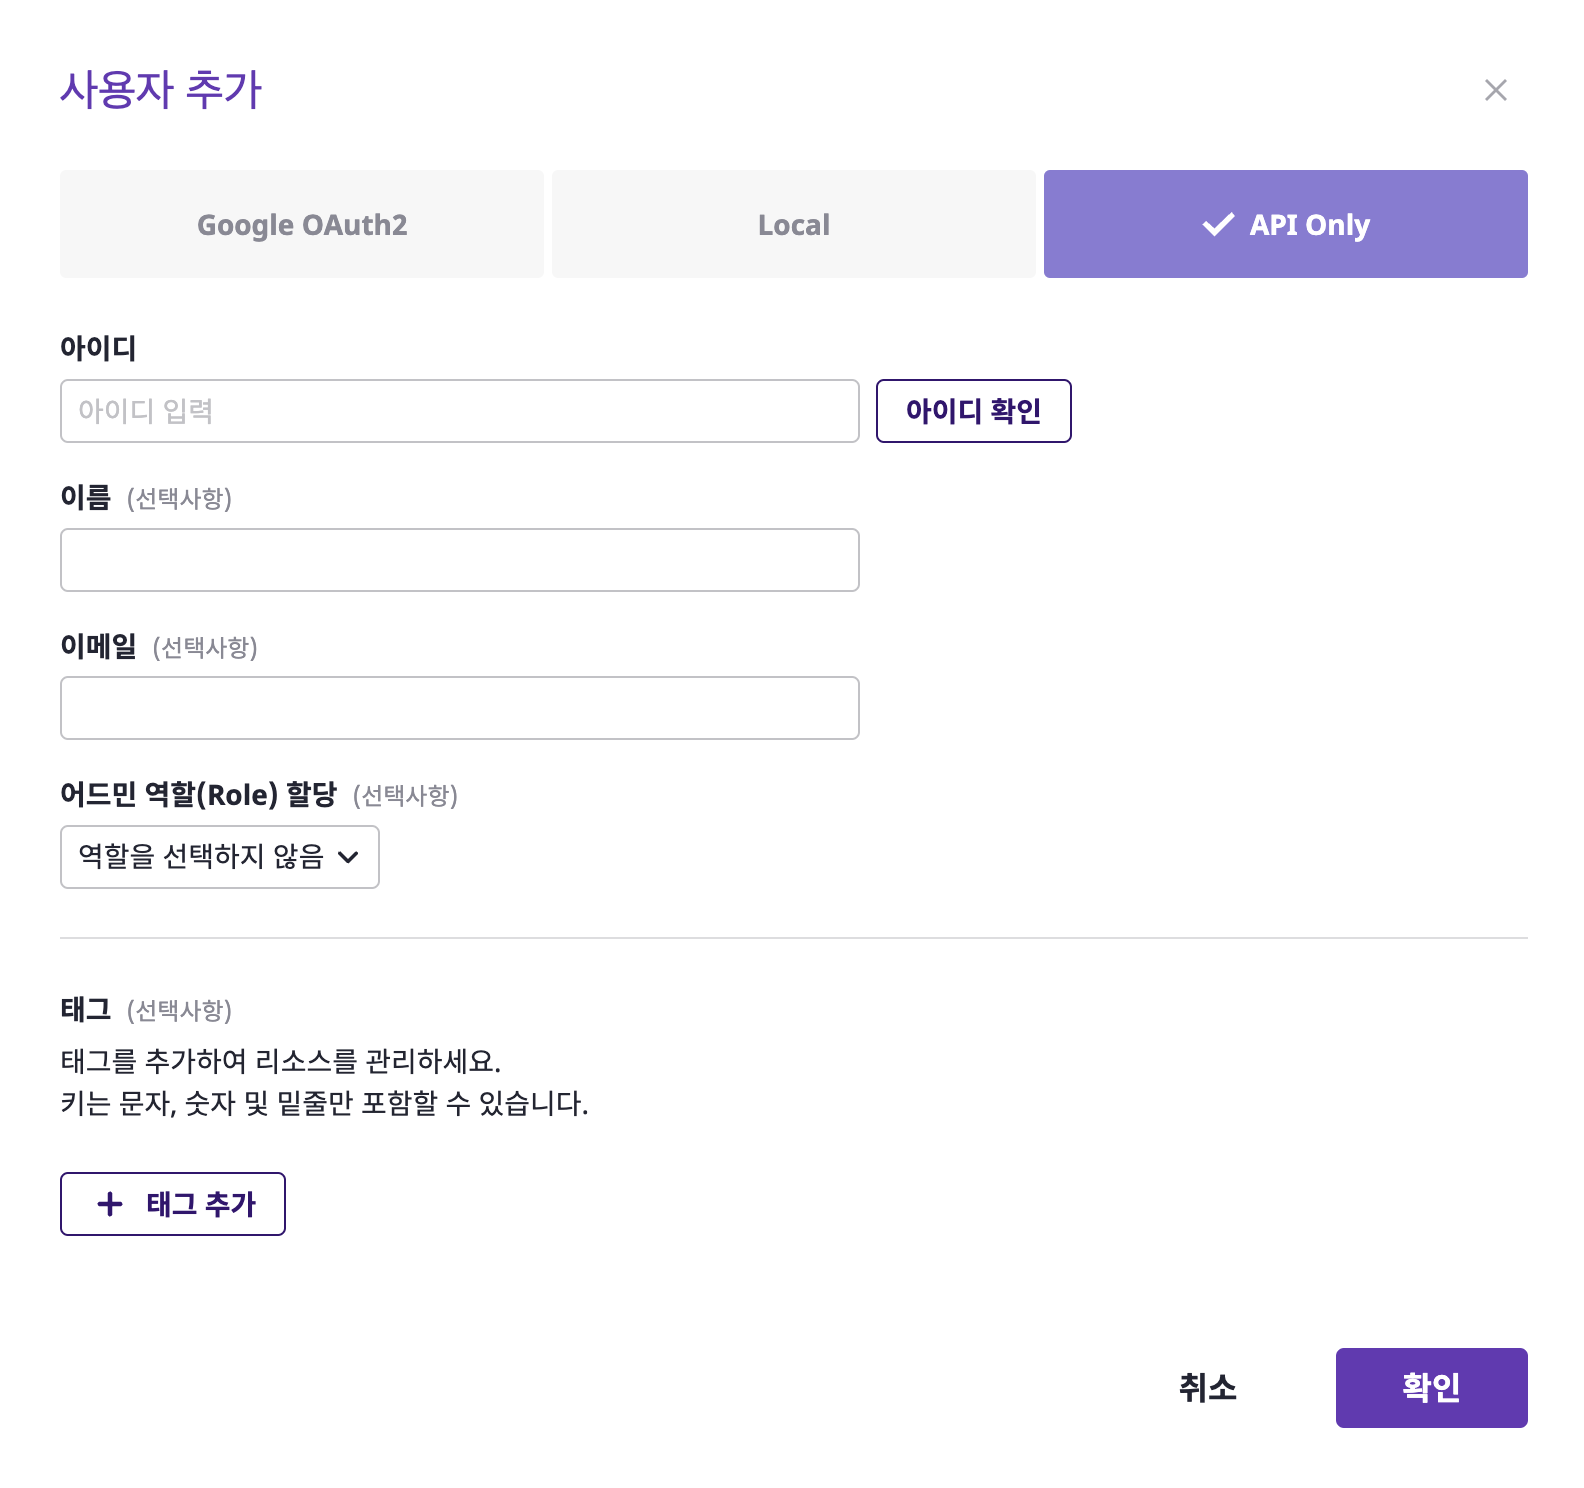 사용자 추가
Google OAuth2
Local
API Only
아이디
아이디 입력
아이디 확인
이름 (선택사항)
이메일 (선택사항)
어드민 역할(Role) 할당 (선택사항)
역할을 선택하지 않음
태그 (선택사항)
태그를 추가하여 리소스를 관리하세요.
키는 문자, 숫자 및 밑줄만 포함할 수 있습니다.
태그 추가
취소
확인